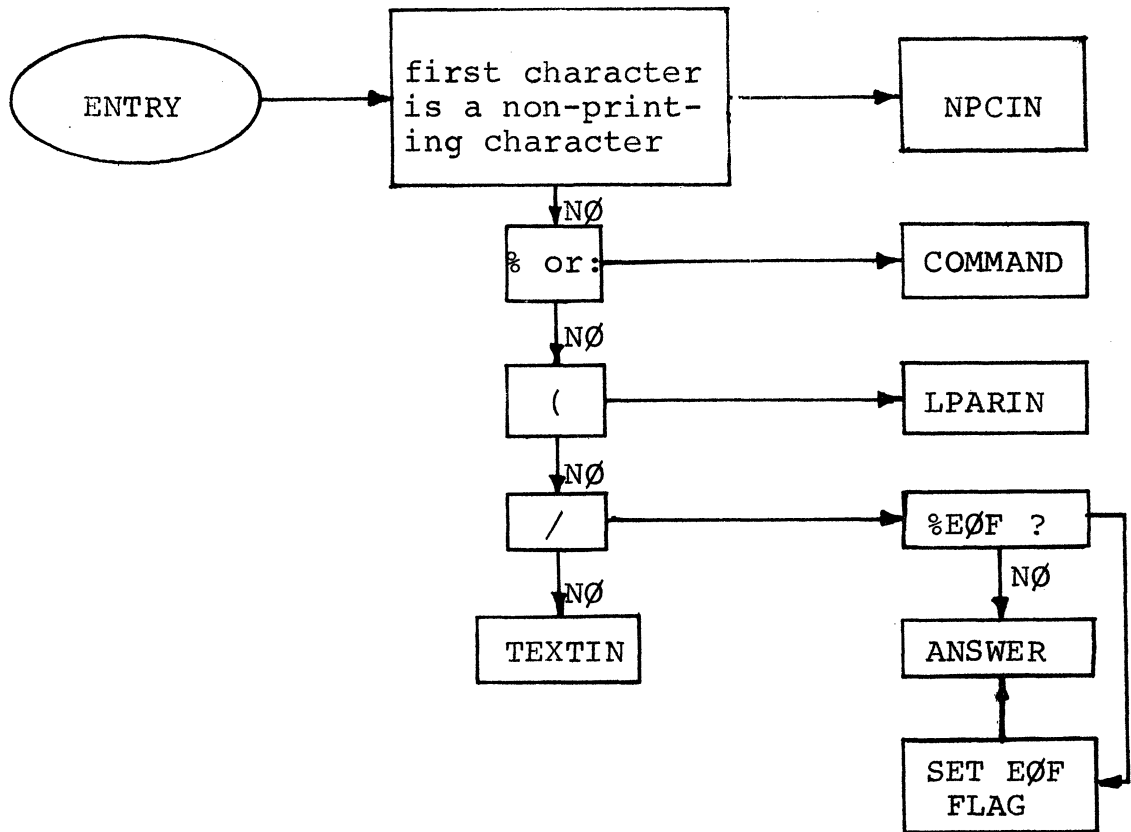 ENTRY
first character
is a non-print-
ing character
NPCIN
NØ
% or:
COMMAND
NØ
(
LPARIN
NØ
/
%EØF ?
NØ
NØ
TEXTIN
ANSWER
SET EØF
FLAG